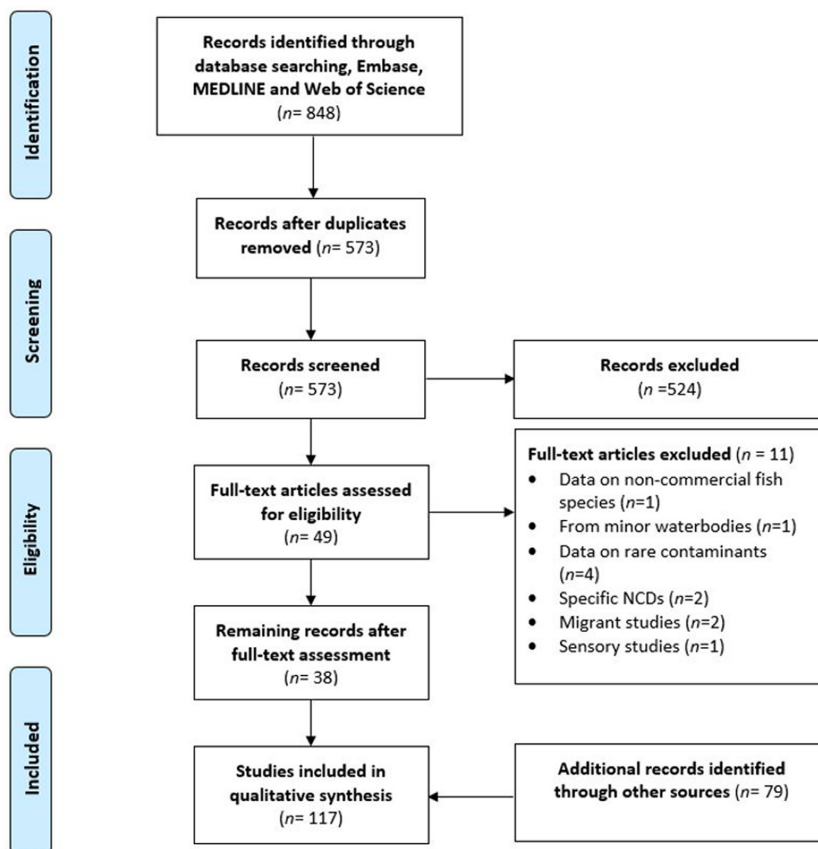 Identification
Records identified through
database searching, Embase,
MEDLINE and Web of Science
(n= 848)
Records after duplicates
removed (n= 573)
Screening
Records screened
(n= 573)
Records excluded
(n =524)
Eligibility
Full-text articles assessed
for eligibility
(n= 49)
Full-text articles excluded (n = 11)
• Data on non-commercial fish
species (n=1)
• From minor waterbodies (n=1)
• Data on rare contaminants
(n=4)
• Specific NCDs (n=2)
• Migrant studies (n=2)
• Sensory studies (n=1)
Remaining records after
full-text assessment
(n= 38)
Included
Studies included in
qualitative synthesis
(n= 117)
Additional records identified
through other sources (n= 79)